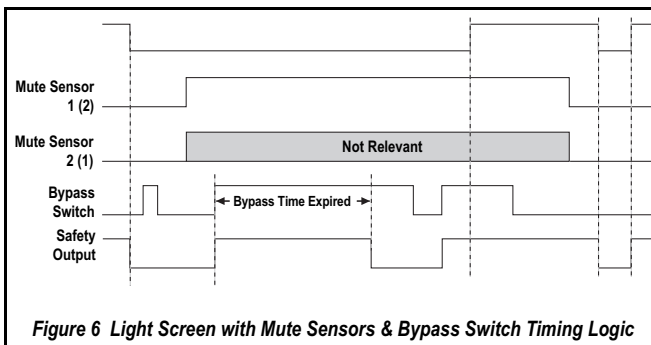 Mute Sensor
1 (2)
Mute Sensor
2 (1)
Not Relevant
Bypass
Switch
Bypass Time Expired
Safety
Output
Figure 6 Light Screen with Mute Sensors & Bypass Switch Timing Logic